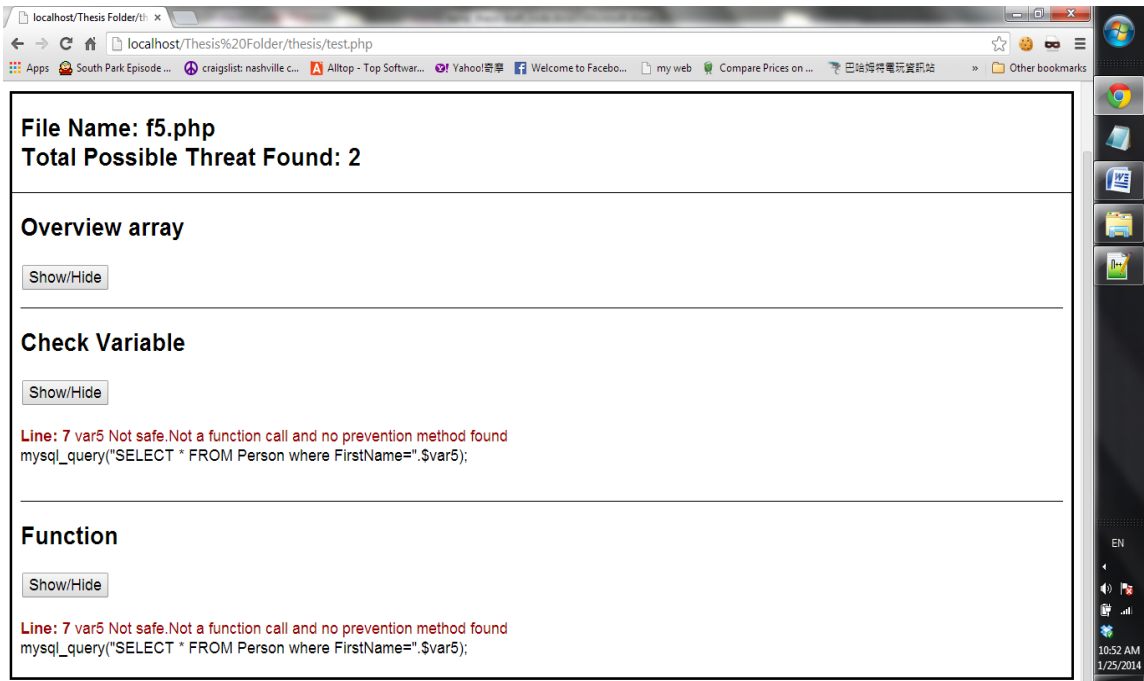 localhost/Thesis Folder/th
localhost/Thesis%20Folder/thesis/test.php
Apps South Park Episode ... craigslist: nashville c... Alltop - Top Softwar... Yahoo!奇摩 Welcome to Facebo... my web Compare Prices on ... 巴哈姆特電玩資訊站 » Other bookmarks
File Name: f5.php
Total Possible Threat Found: 2
Overview array
Show/Hide
Check Variable
Show/Hide
Line: 7 var5 Not safe.Not a function call and no prevention method found
mysql_query("SELECT * FROM Person where FirstName=".$var5);
Function
Show/Hide
Line: 7 var5 Not safe.Not a function call and no prevention method found
mysql_query("SELECT * FROM Person where FirstName=".$var5);
EN
10:52 AM
1/25/2014